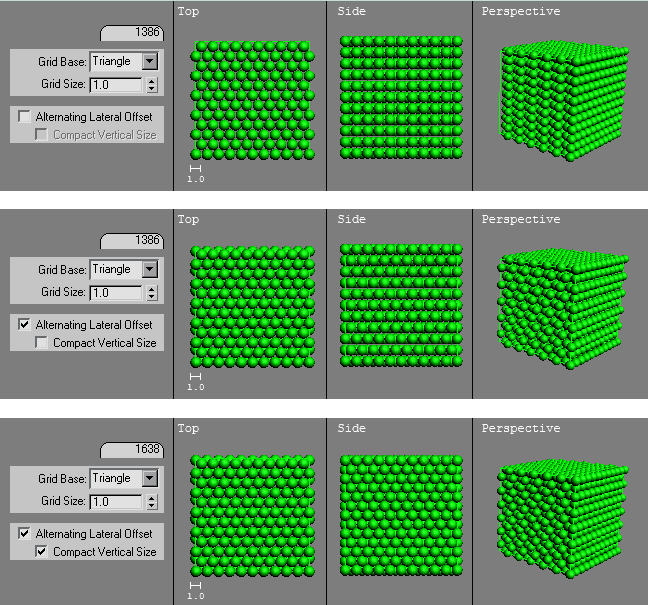 1386 Top Side Perspective
Grid Base: Triangle
Grid Size: 1.0
Alternating Lateral Offset
Compact Vertical Size
1.0
Top Side Perspective
1386
Grid Base: Triangle
Grid Size: 1.0
Alternating Lateral Offset
Compact Vertical Size
1.0
Top Side Perspective
1638
Grid Base: Triangle
Grid Size: 1.0
Alternating Lateral Offset
Compact Vertical Size
1.0